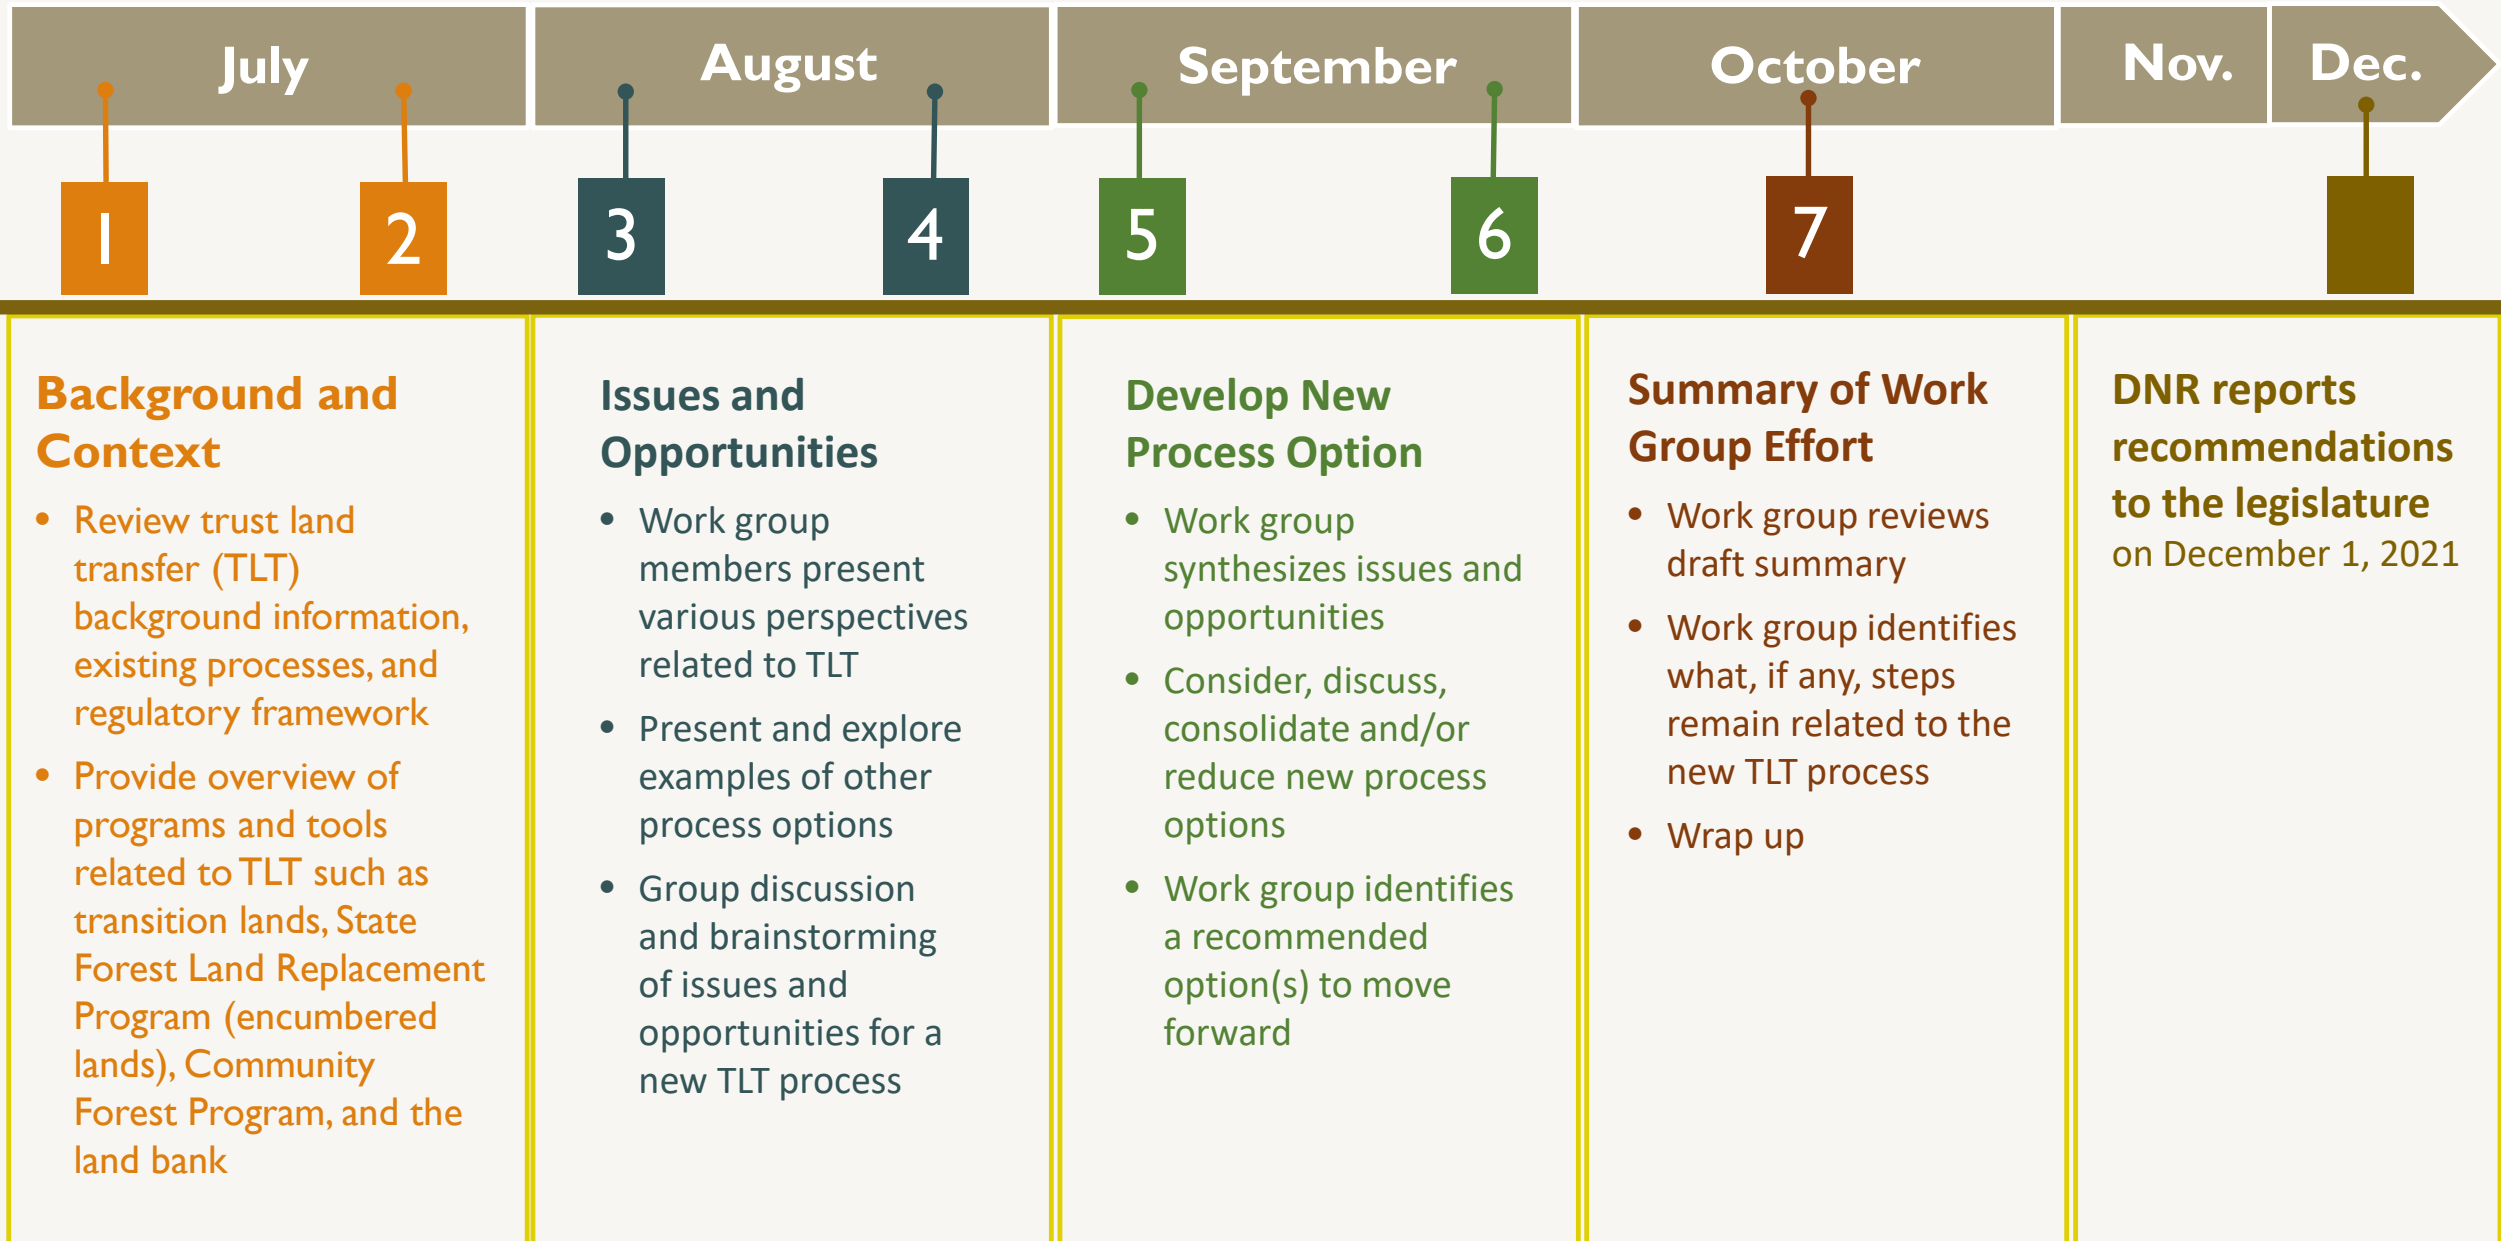 July
August
September
October
Nov.
Dec.
1
2
3
4
5
6
7
Background and
Context
• Review trust land
transfer (TLT)
background information,
existing processes, and
regulatory framework
• Provide overview of
programs and tools
related to TLT such as
transition lands, State
Forest Land Replacement
Program (encumbered
lands), Community
Forest Program, and the
land bank
Issues and
Opportunities
• Work group
members present
various perspectives
related to TLT
• Present and explore
examples of other
process options
• Group discussion
and brainstorming
of issues and
opportunities for a
new TLT process
Develop New
Process Option
• Work group
synthesizes issues and
opportunities
• Consider, discuss,
consolidate and/or
reduce new process
options
• Work group identifies
a recommended
option(s) to move
forward
Summary of Work
Group Effort
• Work group reviews
draft summary
• Work group identifies
what, if any, steps
remain related to the
new TLT process
• Wrap up
DNR reports
recommendations
to the legislature
on December 1, 2021